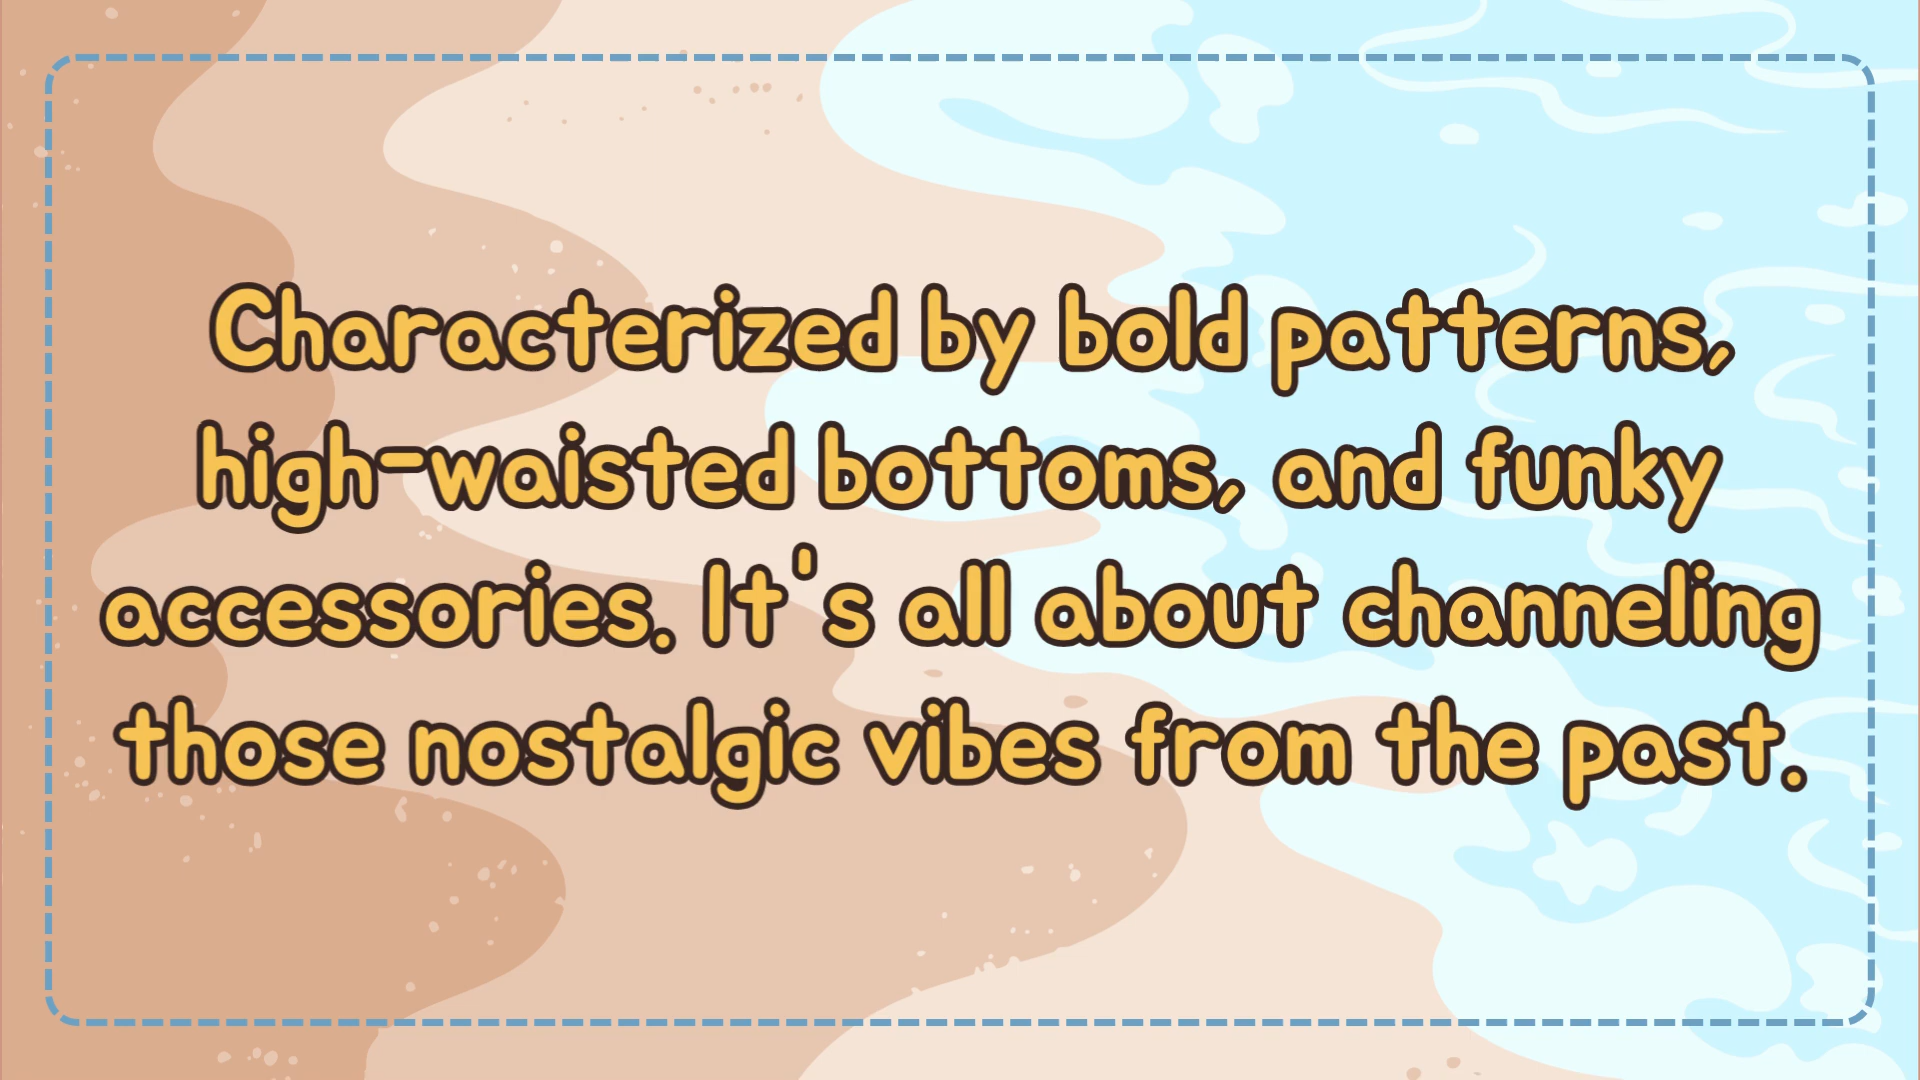 Characterized by bold patterns,
high-waisted bottoms, and funky
accessories. It's all about channeling
those nostalgic vibes from the past.